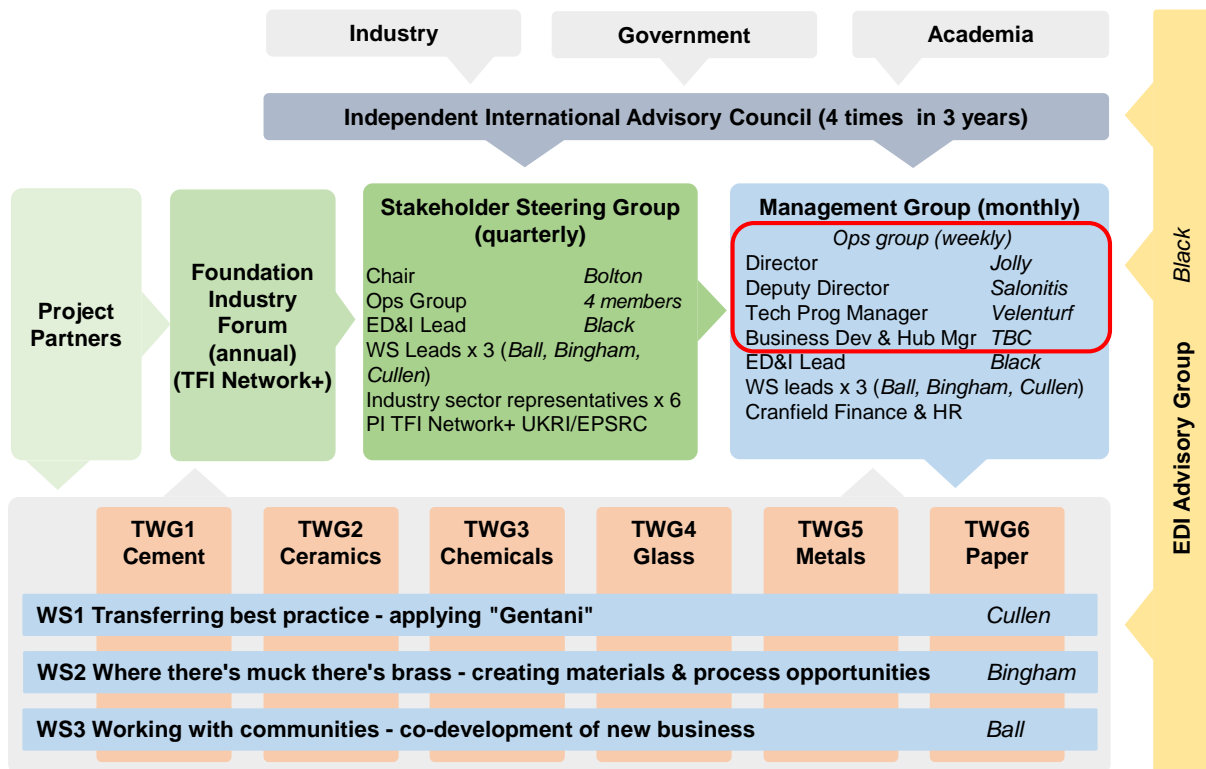 Industry
Government
Academia
Independent International Advisory Council (4 times in 3 years)
Project
Partners
Foundation
Industry
Forum
(annual)
(TFI Network+)
Stakeholder Steering Group
(quarterly)
Chair Bolton
Ops Group 4 members
ED&I Lead Black
WS Leads x 3 (Ball, Bingham,
Cullen)
Industry sector representatives x 6
PI TFI Network+ UKRI/EPSRC
Management Group (monthly)
Ops group (weekly)
Director Jolly
Deputy Director Salonitis
Tech Prog Manager Velenturf
Business Dev & Hub Mgr TBC
ED&I Lead Black
WS leads x 3 (Ball, Bingham, Cullen)
Cranfield Finance & HR
EDI Advisory Group Black
TWG1
Cement
TWG2
Ceramics
TWG3
Chemicals
TWG4
Glass
TWG5
Metals
TWG6
Paper
WS1 Transferring best practice - applying "Gentani" Cullen
WS2 Where there's muck there's brass - creating materials & process opportunities Bingham
WS3 Working with communities - co-development of new business Ball